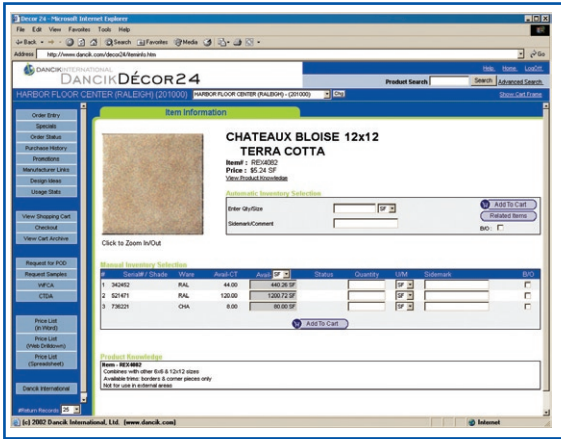 Decor 24 - Microsoft Internet Explorer
File Edit View Favorites Tools Help
Back Search Favorites Media
Address http://www.dancik.com/decor24/iteminfo.htm Go
DANCIK INTERNATIONAL
DANCIKDÉCOR24
Help Home LogOff
Product Search Search Advanced Search
HARBOR FLOOR CENTER (RALEIGH) (201000) HARBOR FLOOR CENTER (RALEIGH) - (201000) Chg Show Cart Frame
Order Entry
Specials
Order Status
Purchase History
Promotions
Manufacturer Links
Design Ideas
Usage Stats
View Shopping Cart
Checkout
View Cart Archive
Request for POD
Request Samples
WFCA
CTDA
Price List
(in Word)
Price List
(Web Drilldown)
Price List
(Spreadsheet)
Dancik International
#Return Records 25
Item Information
Click to Zoom In/Out
CHATEAUX BLOISE 12x12
TERRA COTTA
Item# : REX4082
Price : $5.24 SF
View Product Knowledge
Automatic Inventory Selection
Enter Qty/Size SF Add To Cart
Related Items
Sidemark/Comment B/O:
Manual Inventory Selection
# Serial# / Shade Ware Avail-CT Avail- SF Status Quantity U/M Sidemark B/O
1 342452 RAL 44.00 440.26 SF SF
2 521471 RAL 120.00 1200.72 SF SF
3 736221 CHA 8.00 80.00 SF SF
Add To Cart
Product Knowledge
Item - REX4082
Combines with other 6x6 & 12x12 sizes
Available trims: borders & corner pieces only
Not for use in external areas
(c) 2002 Dancik International, Ltd. [www.dancik.com] Internet